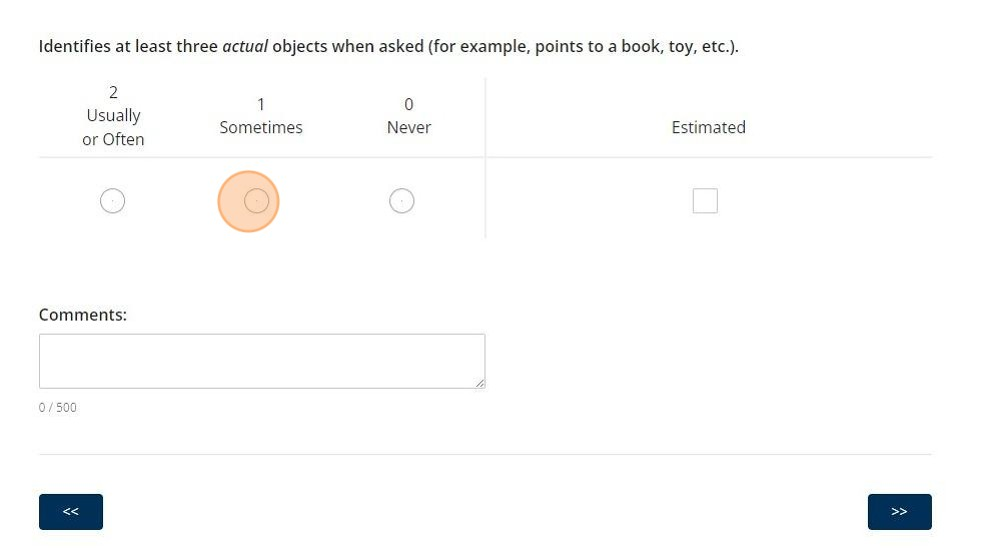 Identifies at least three actual objects when asked (for example, points to a book, toy, etc.).
2
Usually
or Often
1
Sometimes
0
Never
Estimated
Comments:
0 / 500
<<
>>